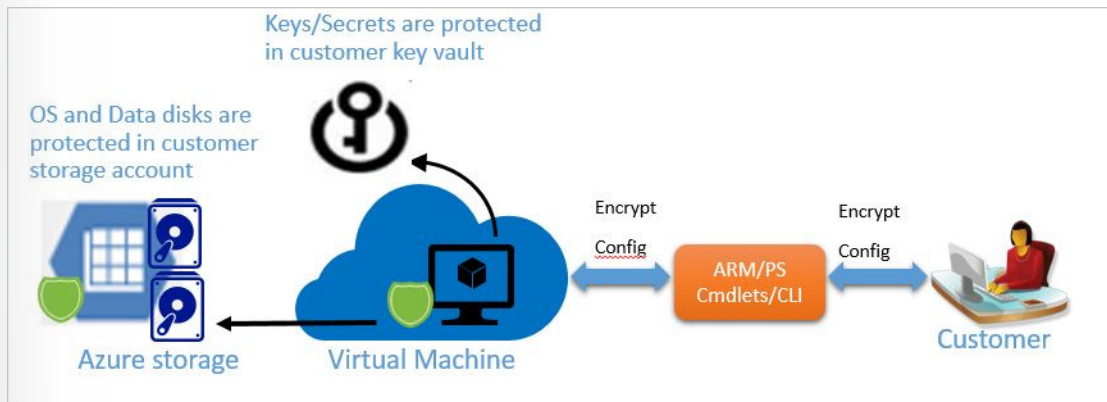 Keys/Secrets are protected
in customer key vault
OS and Data disks are
protected in customer
storage account
Encrypt
Config
Encrypt
Config
ARM/PS
Cmdlets/CLI
Azure storage
Virtual Machine
Customer